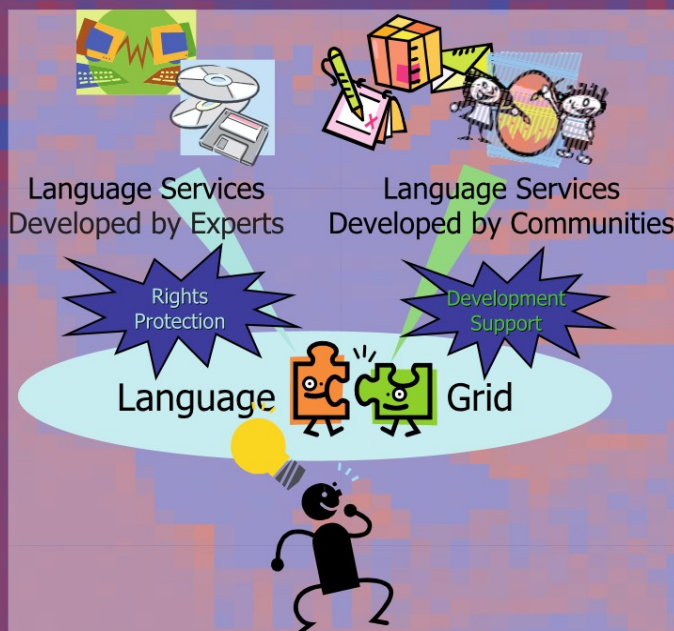 Language Services
Developed by Experts
Language Services
Developed by Communities
Rights
Protection
Development
Support
Language Grid